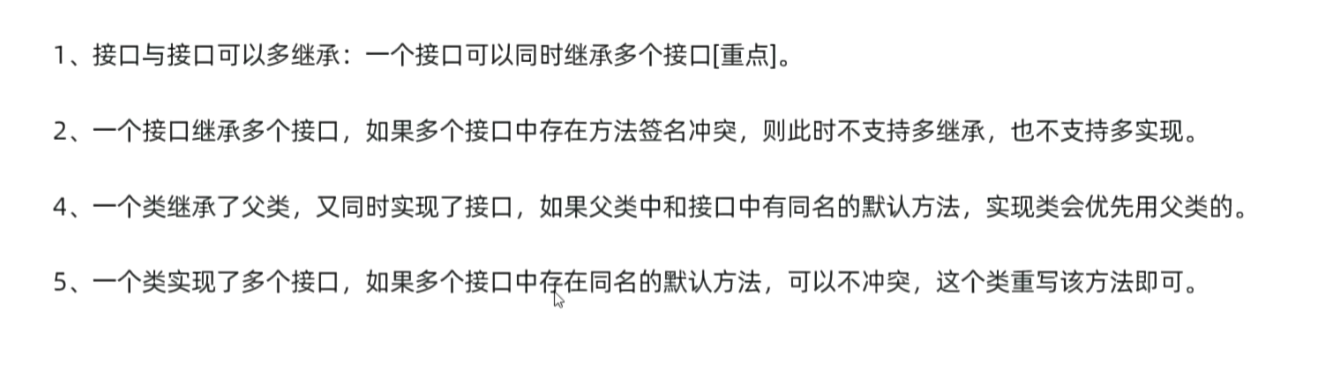 1、接口与接口可以多继承：一个接口可以同时继承多个接口[重点]。
2、一个接口继承多个接口，如果多个接口中存在方法签名冲突，则此时不支持多继承，也不支持多实现。
4、一个类继承了父类，又同时实现了接口，如果父类中和接口中有同名的默认方法，实现类会优先用父类的。
5、一个类实现了多个接口，如果多个接口中存在同名的默认方法，可以不冲突，这个类重写该方法即可。